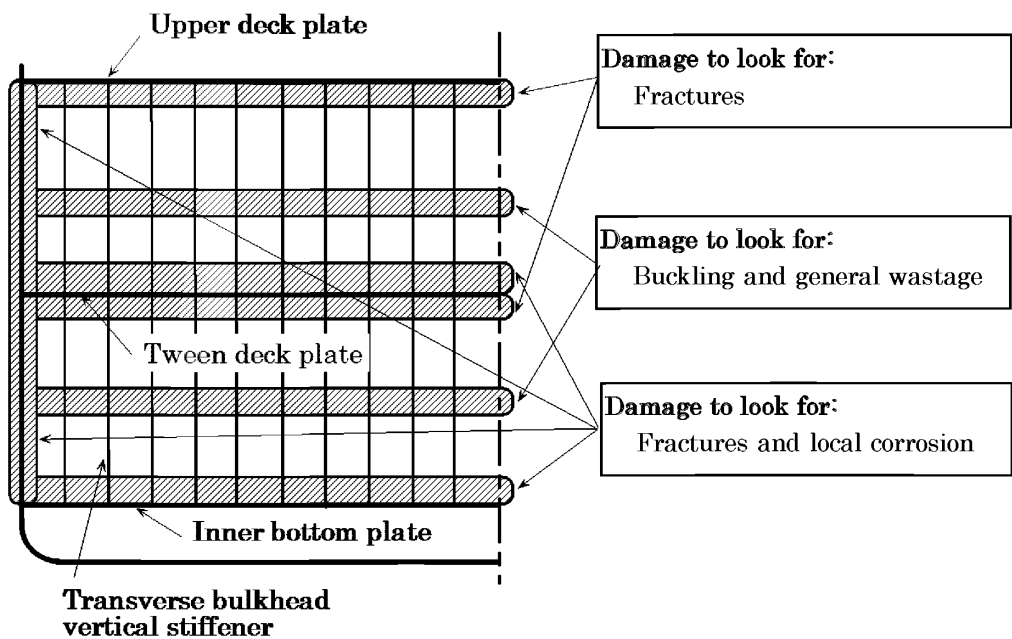 Upper deck plate
Damage to look for:
Fractures
Damage to look for:
Buckling and general wastage
Tween deck plate
Damage to look for:
Fractures and local corrosion
Inner bottom plate
Transverse bulkhead
vertical stiffener